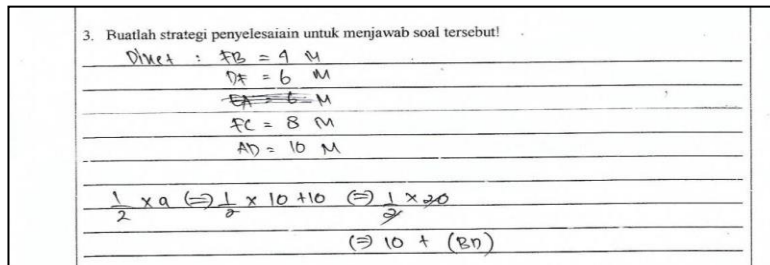 3. Buatlah strategi penyelesaiain untuk menjawab soal tersebut!
Diket : FB = 4 M
DF = 6 M
EA = 6 M
FC = 8 M
AD = 10 M
1/2 x a (=) 1/2 x 10 +10 (=) 1/2 x 20
(=) 10 + (BD)